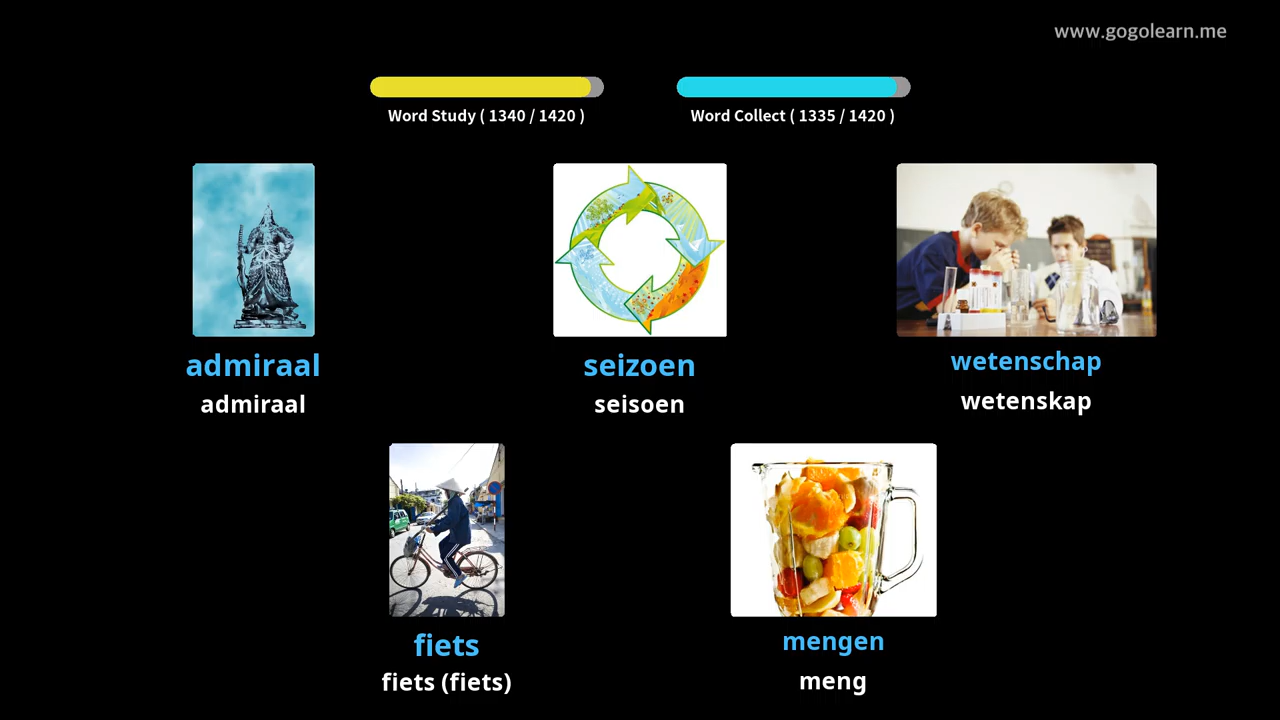 www.gogolearn.me
Word Study ( 1340 / 1420 )
Word Collect ( 1335 / 1420 )
admiraal
admiraal
seizoen
seisoen
wetenschap
wetenskap
fiets
fiets (fiets)
mengen
meng